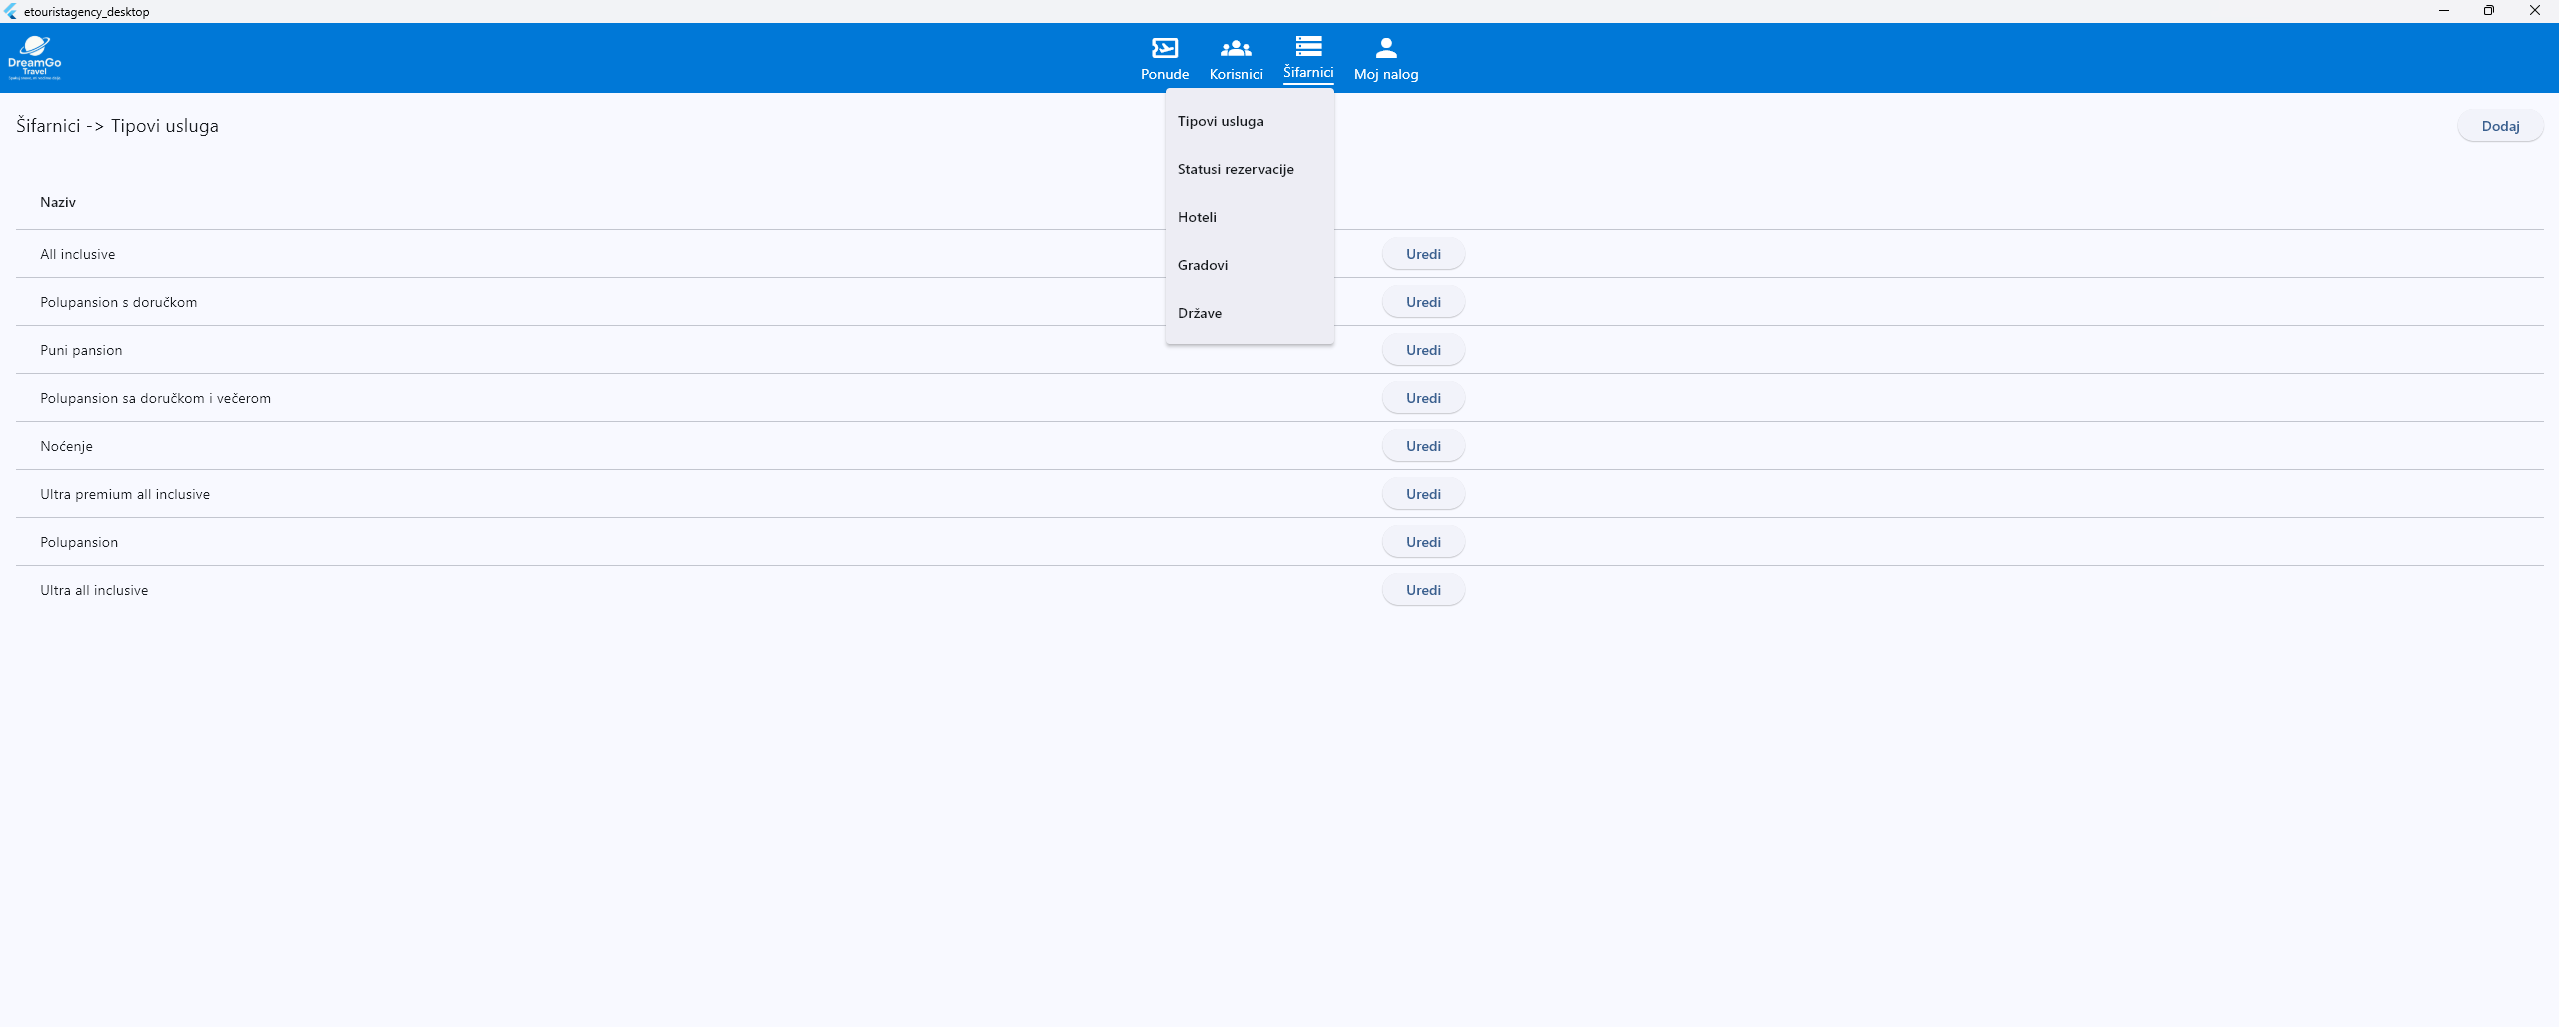 etouristagency_desktop
DreamGo
Travel
Ponude
Korisnici
Šifarnici
Moj nalog
Šifarnici -> Tipovi usluga
Dodaj
Tipovi usluga
Statusi rezervacije
Hoteli
Gradovi
Države
Naziv
All inclusive Uredi
Polupansion s doručkom Uredi
Puni pansion Uredi
Polupansion sa doručkom i večerom Uredi
Noćenje Uredi
Ultra premium all inclusive Uredi
Polupansion Uredi
Ultra all inclusive Uredi